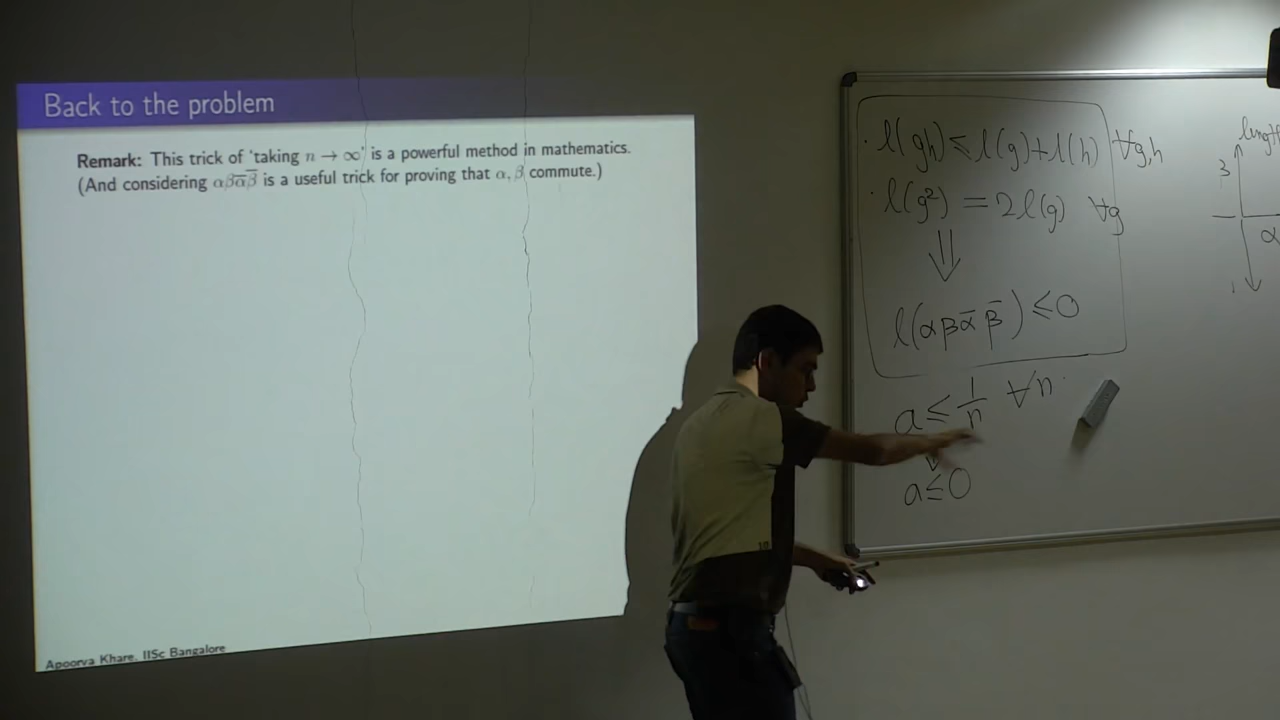 Back to the problem
Remark: This trick of 'taking n → ∞' is a powerful method in mathematics.
(And considering αβᾱβ̄ is a useful trick for proving that α, β commute.)
Apoorva Khare, IISc Bangalore
· l(gh) ≤ l(g)+l(h) ∀g,h
· l(g²) = 2l(g) ∀g
⇓
l(αβᾱβ̄) ≤ 0
a ≤ 1/n ∀n
a ≤ 0
length
3
α